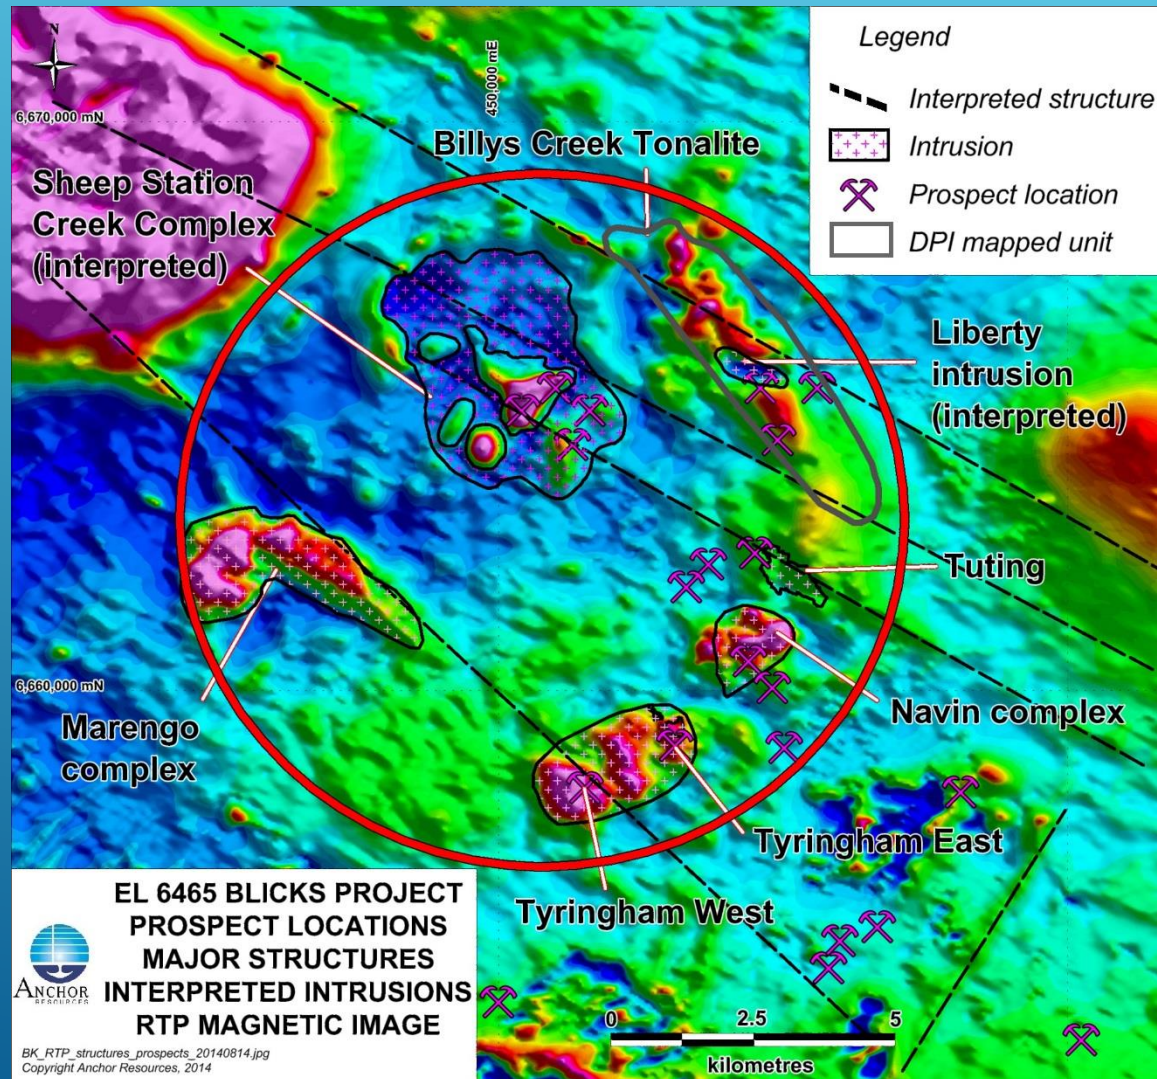 N
6,670,000 mN
450,000 mE
Legend
Interpreted structure
Intrusion
Prospect location
DPI mapped unit
Billys Creek Tonalite
Sheep Station
Creek Complex
(interpreted)
Liberty
intrusion
(interpreted)
Tuting
6,660,000 mN
Marengo
complex
Navin complex
Tyringham East
Tyringham West
EL 6465 BLICKS PROJECT
PROSPECT LOCATIONS
MAJOR STRUCTURES
INTERPRETED INTRUSIONS
RTP MAGNETIC IMAGE
ANCHOR
RESOURCES
BK_RTP_structures_prospects_20140814.jpg
Copyright Anchor Resources, 2014
0 2.5 5
kilometres